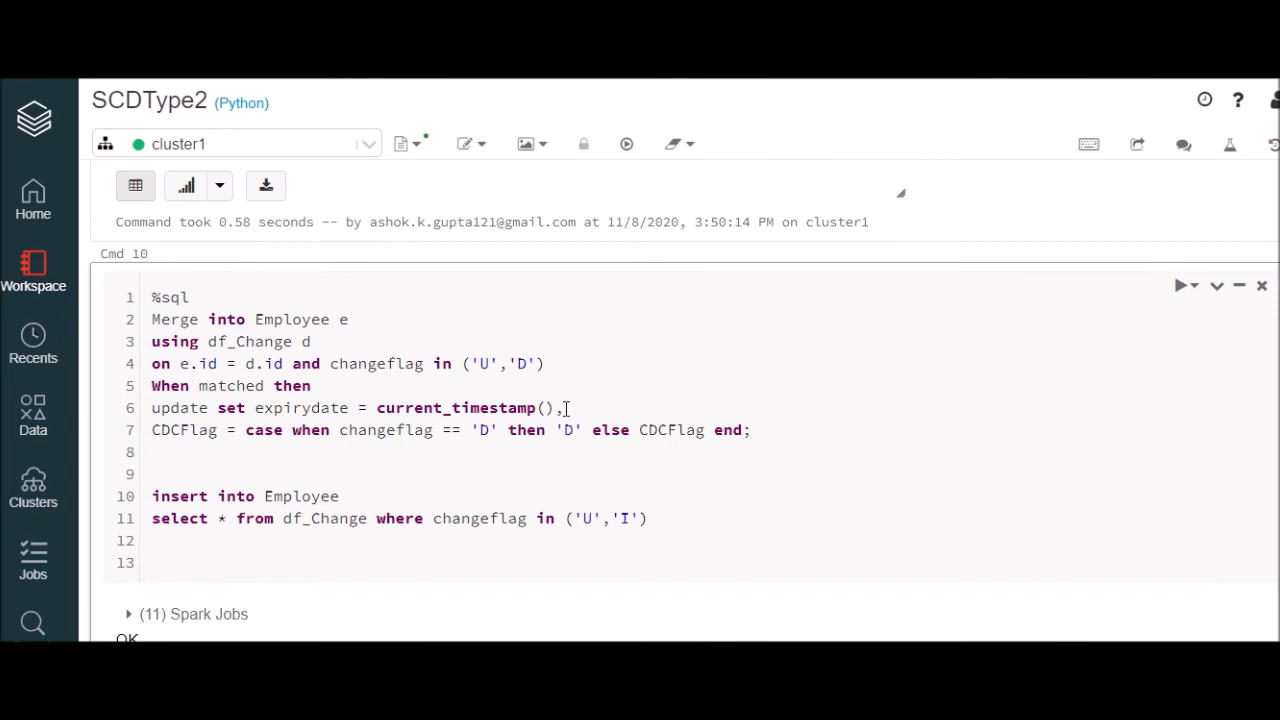 SCDType2 (Python)
cluster1
?
Home
Workspace
Recents
Data
Clusters
Jobs
Command took 0.58 seconds -- by ashok.k.gupta121@gmail.com at 11/8/2020, 3:50:14 PM on cluster1
Cmd 10
1 %sql
2 Merge into Employee e
3 using df_Change d
4 on e.id = d.id and changeflag in ('U','D')
5 When matched then
6 update set expirydate = current_timestamp(),
7 CDCFlag = case when changeflag == 'D' then 'D' else CDCFlag end;
8
9
10 insert into Employee
11 select * from df_Change where changeflag in ('U','I')
12
13
(11) Spark Jobs
OK